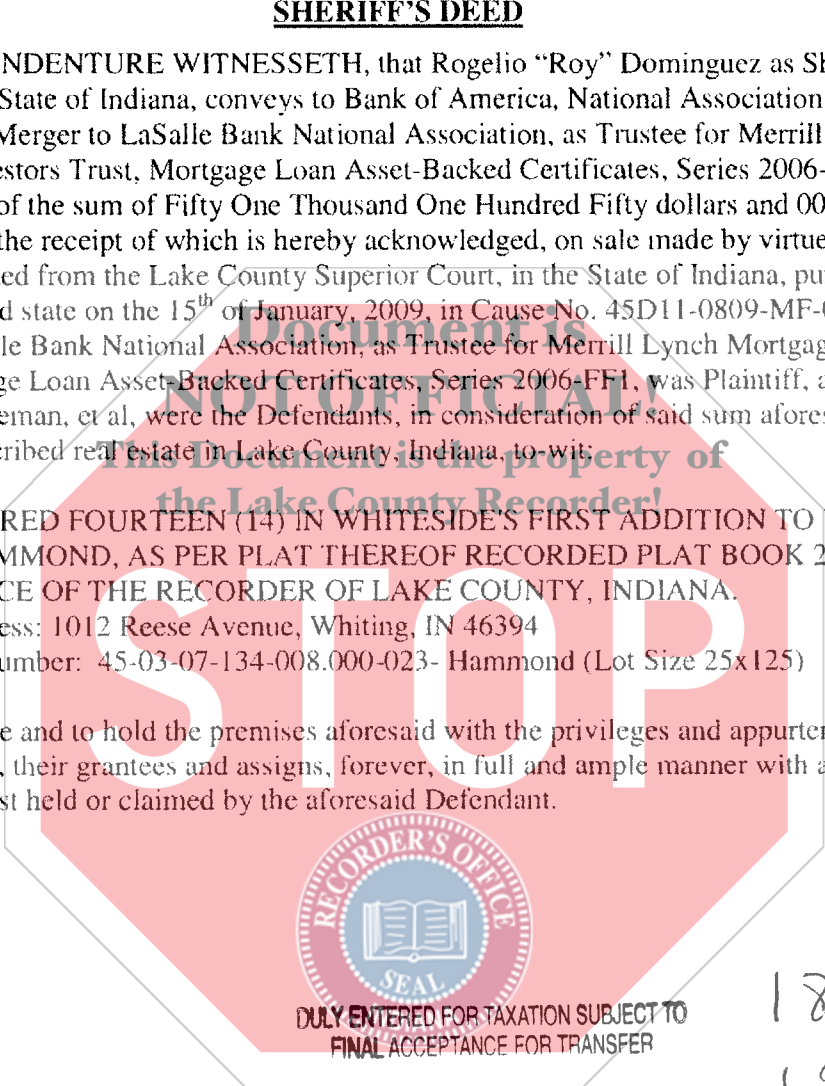 SHERIFF'S DEED
NDENTURE WITNESSETH, that Rogelio “Roy” Dominguez as Sh
State of Indiana, conveys to Bank of America, National Association
Merger to LaSalle Bank National Association, as Trustee for Merrill
estors Trust, Mortgage Loan Asset-Backed Certificates, Series 2006-
of the sum of Fifty One Thousand One Hundred Fifty dollars and 00
the receipt of which is hereby acknowledged, on sale made by virtue
ed from the Lake County Superior Court, in the State of Indiana, pu
d state on the 15th of January, 2009, in Cause No. 45D11-0809-MF-
le Bank National Association, as Trustee for Merrill Lynch Mortgag
ge Loan Asset-Backed Certificates, Series 2006-FF1, was Plaintiff, a
eman, et al, were the Defendants, in consideration of said sum afores
cribed real estate in Lake County, Indiana, to-wit:
Document is
NOT OFFICIAL!
This Document is the property of
the Lake County Recorder!
RED FOURTEEN (14) IN WHITESIDE'S FIRST ADDITION TO
MMOND, AS PER PLAT THEREOF RECORDED PLAT BOOK 2
CE OF THE RECORDER OF LAKE COUNTY, INDIANA.
ess: 1012 Reese Avenue, Whiting, IN 46394
umber: 45-03-07-134-008.000-023- Hammond (Lot Size 25x125)
STOP
e and to hold the premises aforesaid with the privileges and appurte
, their grantees and assigns, forever, in full and ample manner with a
st held or claimed by the aforesaid Defendant.
RECORDER'S OFFICE
SEAL
DULY ENTERED FOR TAXATION SUBJECT TO
FINAL ACCEPTANCE FOR TRANSFER
18